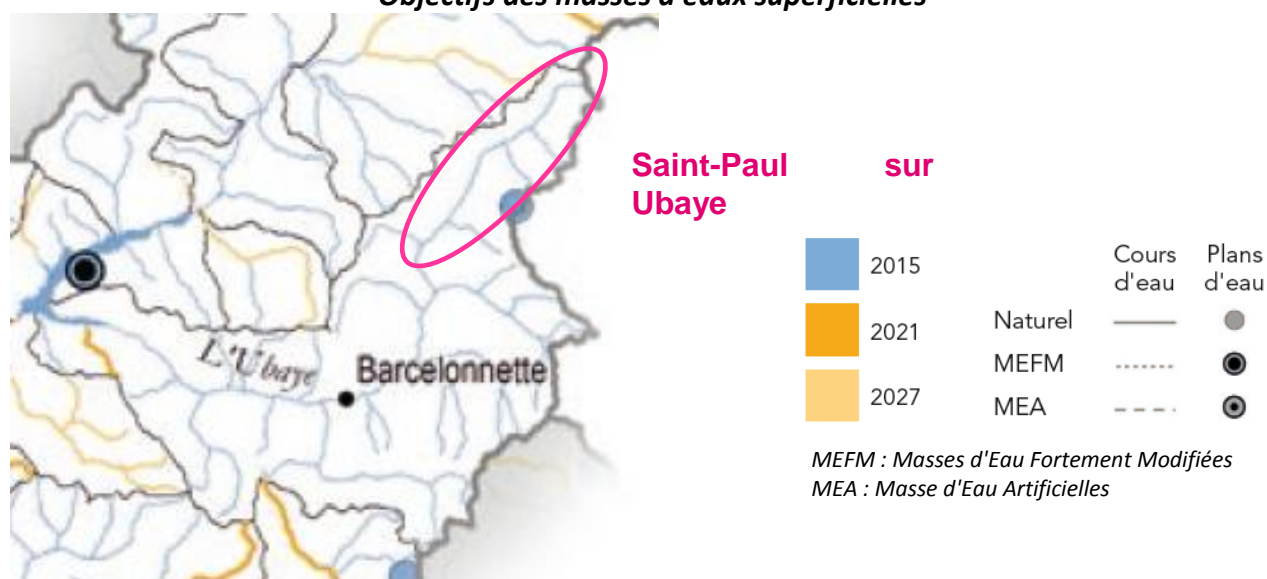 Objectifs des masses d'eaux superficielles
Saint-Paul sur
Ubaye
L'Ubaye
Barcelonnette
2015
2021
2027
Cours d'eau
Plans d'eau
Naturel
MEFM
MEA
MEFM : Masses d'Eau Fortement Modifiées
MEA : Masse d'Eau Artificielles